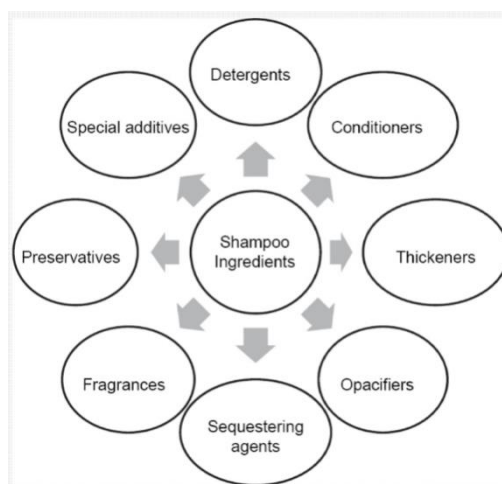 Detergents
Special additives
Conditioners
Preservatives
Shampoo
Ingredients
Thickeners
Fragrances
Opacifiers
Sequestering
agents